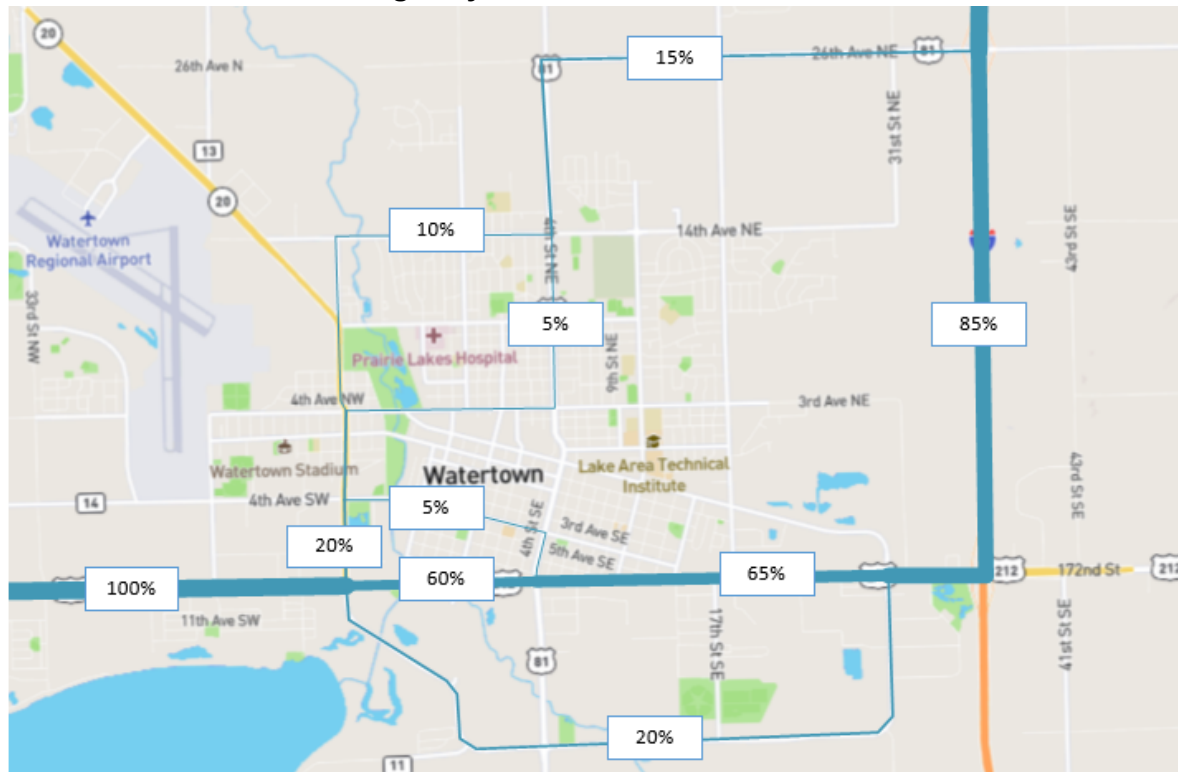 20
15%
26th Ave NE
81
26th Ave N
81
31st St NE
13
20
10%
4th St NE
14th Ave NE
43rd St SE
Watertown
Regional Airport
33rd St NW
5%
85%
Prairie Lakes Hospital
9th St NE
4th Ave NW
3rd Ave NE
Watertown Stadium
Watertown
Lake Area Technical
Institute
43rd St SE
14
4th Ave SW
5%
4th St SE
3rd Ave SE
20%
5th Ave SE
100%
60%
65%
212
172nd St
212
11th Ave SW
17th St SE
41st St SE
81
20%
11